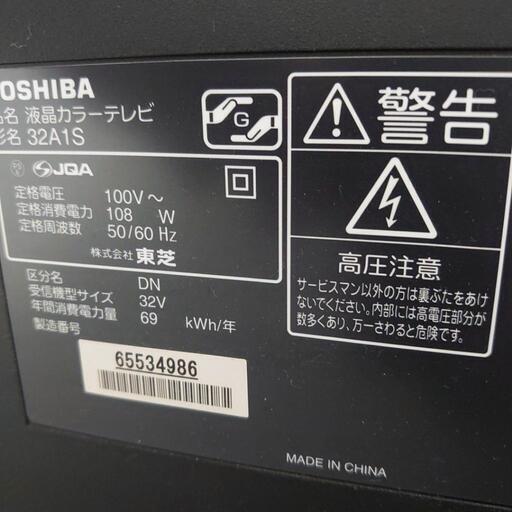 OSHIBA
品名 液晶カラーテレビ
形名 32A1S
G
PS
E
JQA
定格電圧 100V～
定格消費電力 108 W
定格周波数 50/60 Hz
株式会社 東芝
区分名 DN
受信機型サイズ 32V
年間消費電力量 69 kWh/年
製造番号
65534986
警告
高圧注意
サービスマン以外の方は裏ぶたをあけ
ないでください。内部には高電圧部分が
数多くあり、万一さわると危険です。
MADE IN CHINA